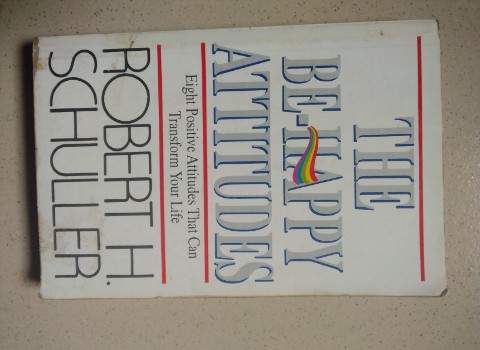 THE
BE-HAPPY
ATTITUDES
Eight Positive Attitudes That Can
Transform Your Life
ROBERT H.
SCHULLER